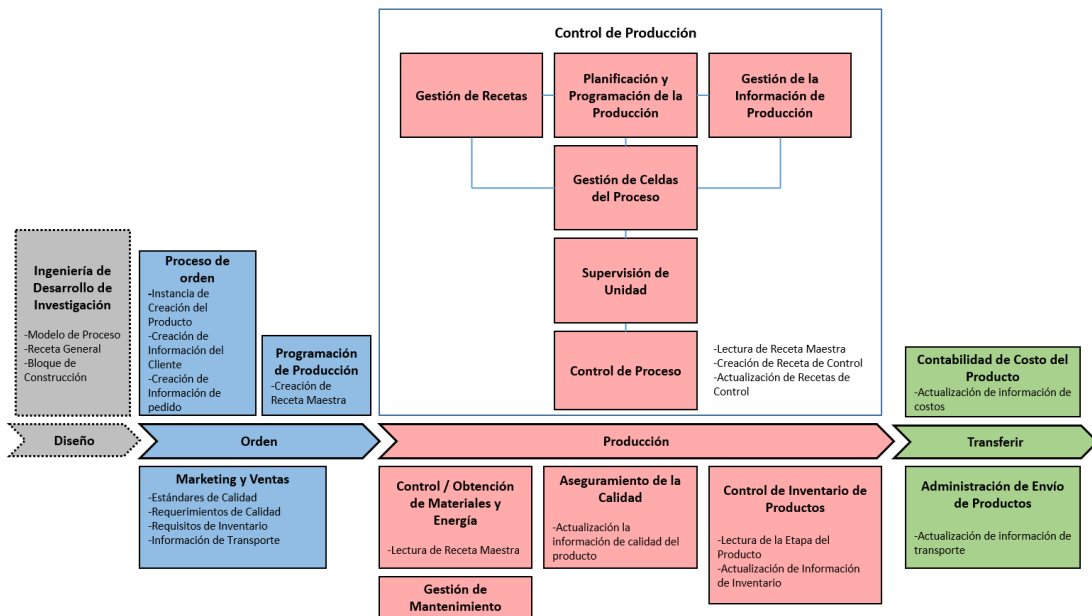 Control de Producción
Gestión de Recetas
Planificación y
Programación de la
Producción
Gestión de la
Información de
Producción
Gestión de Celdas
del Proceso
Supervisión de
Unidad
Control de Proceso
-Lectura de Receta Maestra
-Creación de Receta de Control
-Actualización de Recetas de
Control
Ingeniería de
Desarrollo de
Investigación
-Modelo de Proceso
-Receta General
-Bloque de
Construcción
Proceso de
orden
-Instancia de
Creación del
Producto
-Creación de
Información del
Cliente
-Creación de
Información de
pedido
Programación
de Producción
-Creación de
Receta Maestra
Contabilidad de Costo del
Producto
-Actualización de información de
costos
Diseño
Orden
Producción
Transferir
Marketing y Ventas
-Estándares de Calidad
-Requerimientos de Calidad
-Requisitos de Inventario
-Información de Transporte
Control / Obtención
de Materiales y
Energía
-Lectura de Receta Maestra
Aseguramiento de la
Calidad
-Actualización la
información de calidad del
producto
Control de Inventario de
Productos
-Lectura de la Etapa del
Producto
-Actualización de Información
de Inventario
Administración de Envío
de Productos
-Actualización de información de
transporte
Gestión de
Mantenimiento